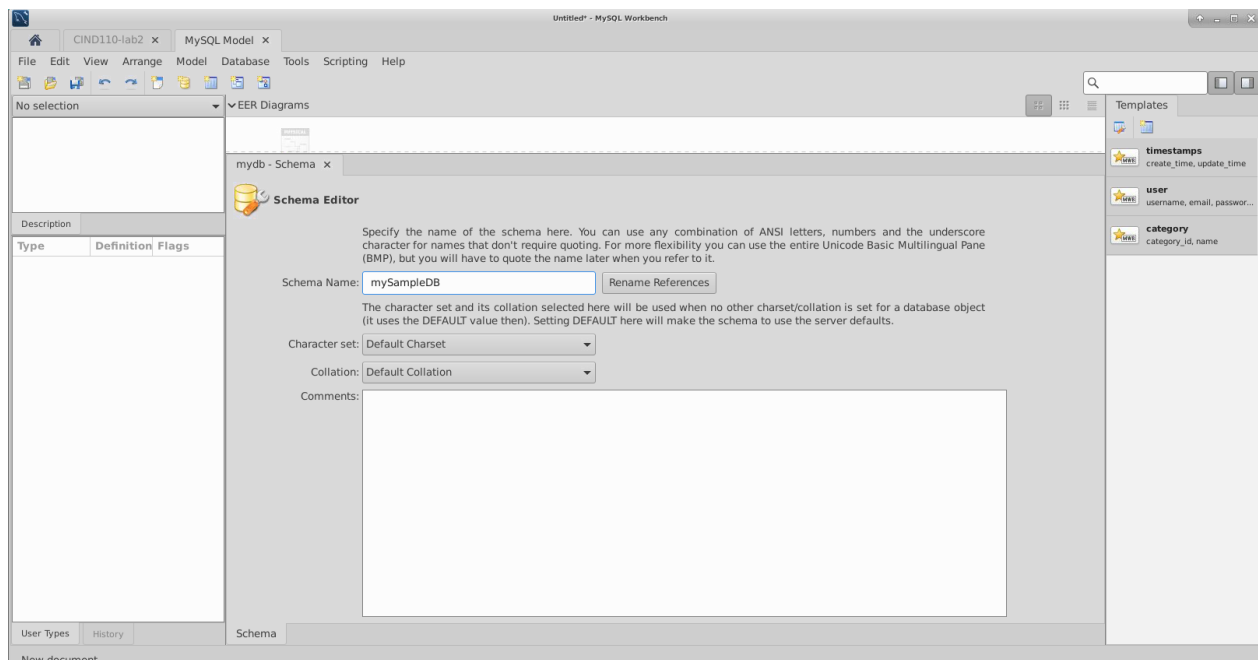 Untitled* - MySQL Workbench
CIND110-lab2 ×
MySQL Model ×
File Edit View Arrange Model Database Tools Scripting Help
No selection
EER Diagrams
Templates
timestamps
create_time, update_time
user
username, email, passwor...
category
category_id, name
mydb - Schema ×
Schema Editor
Description
Type Definition Flags
Specify the name of the schema here. You can use any combination of ANSI letters, numbers and the underscore
character for names that don't require quoting. For more flexibility you can use the entire Unicode Basic Multilingual Pane
(BMP), but you will have to quote the name later when you refer to it.
Schema Name: mySampleDB Rename References
The character set and its collation selected here will be used when no other charset/collation is set for a database object
(it uses the DEFAULT value then). Setting DEFAULT here will make the schema to use the server defaults.
Character set: Default Charset
Collation: Default Collation
Comments:
User Types History
Schema
New document